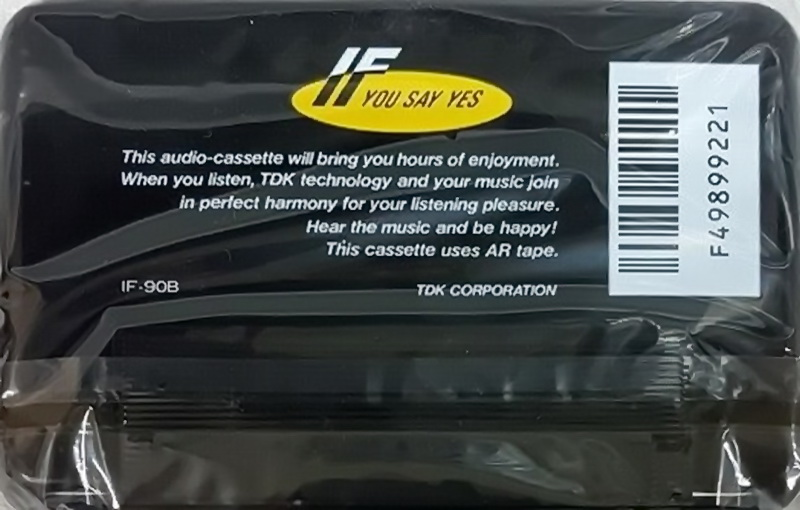 IF
YOU SAY YES
This audio-cassette will bring you hours of enjoyment.
When you listen, TDK technology and your music join
in perfect harmony for your listening pleasure.
Hear the music and be happy!
This cassette uses AR tape.
IF-90B
TDK CORPORATION
F49899221